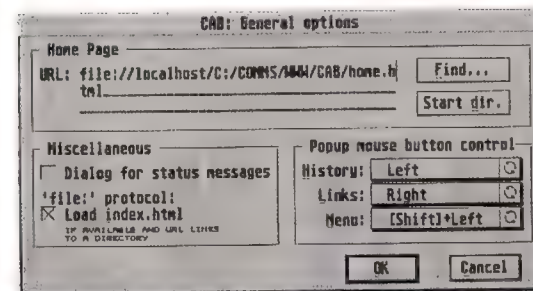 CAB: General options
Home Page
URL: file://localhost/C:/COMMS/WWW/CAB/home.h
tml
Find...
Start dir.
Miscellaneous
Dialog for status messages
'file:' protocol:
Load index.html
IF AVAILABLE AND URL LINKS
TO A DIRECTORY
Popup mouse button control
History: Left
Links: Right
Menu: [Shift]+Left
OK
Cancel